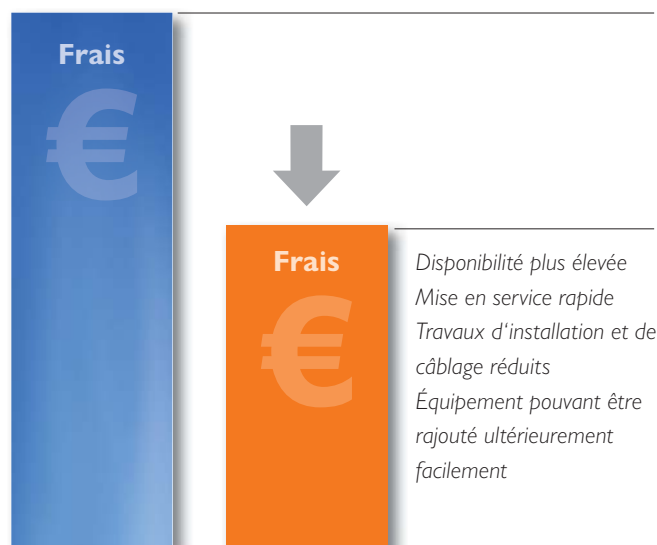 Frais
€
Frais
€
Disponibilité plus élevée
Mise en service rapide
Travaux d‘installation et de
câblage réduits
Équipement pouvant être
rajouté ultérieurement
facilement